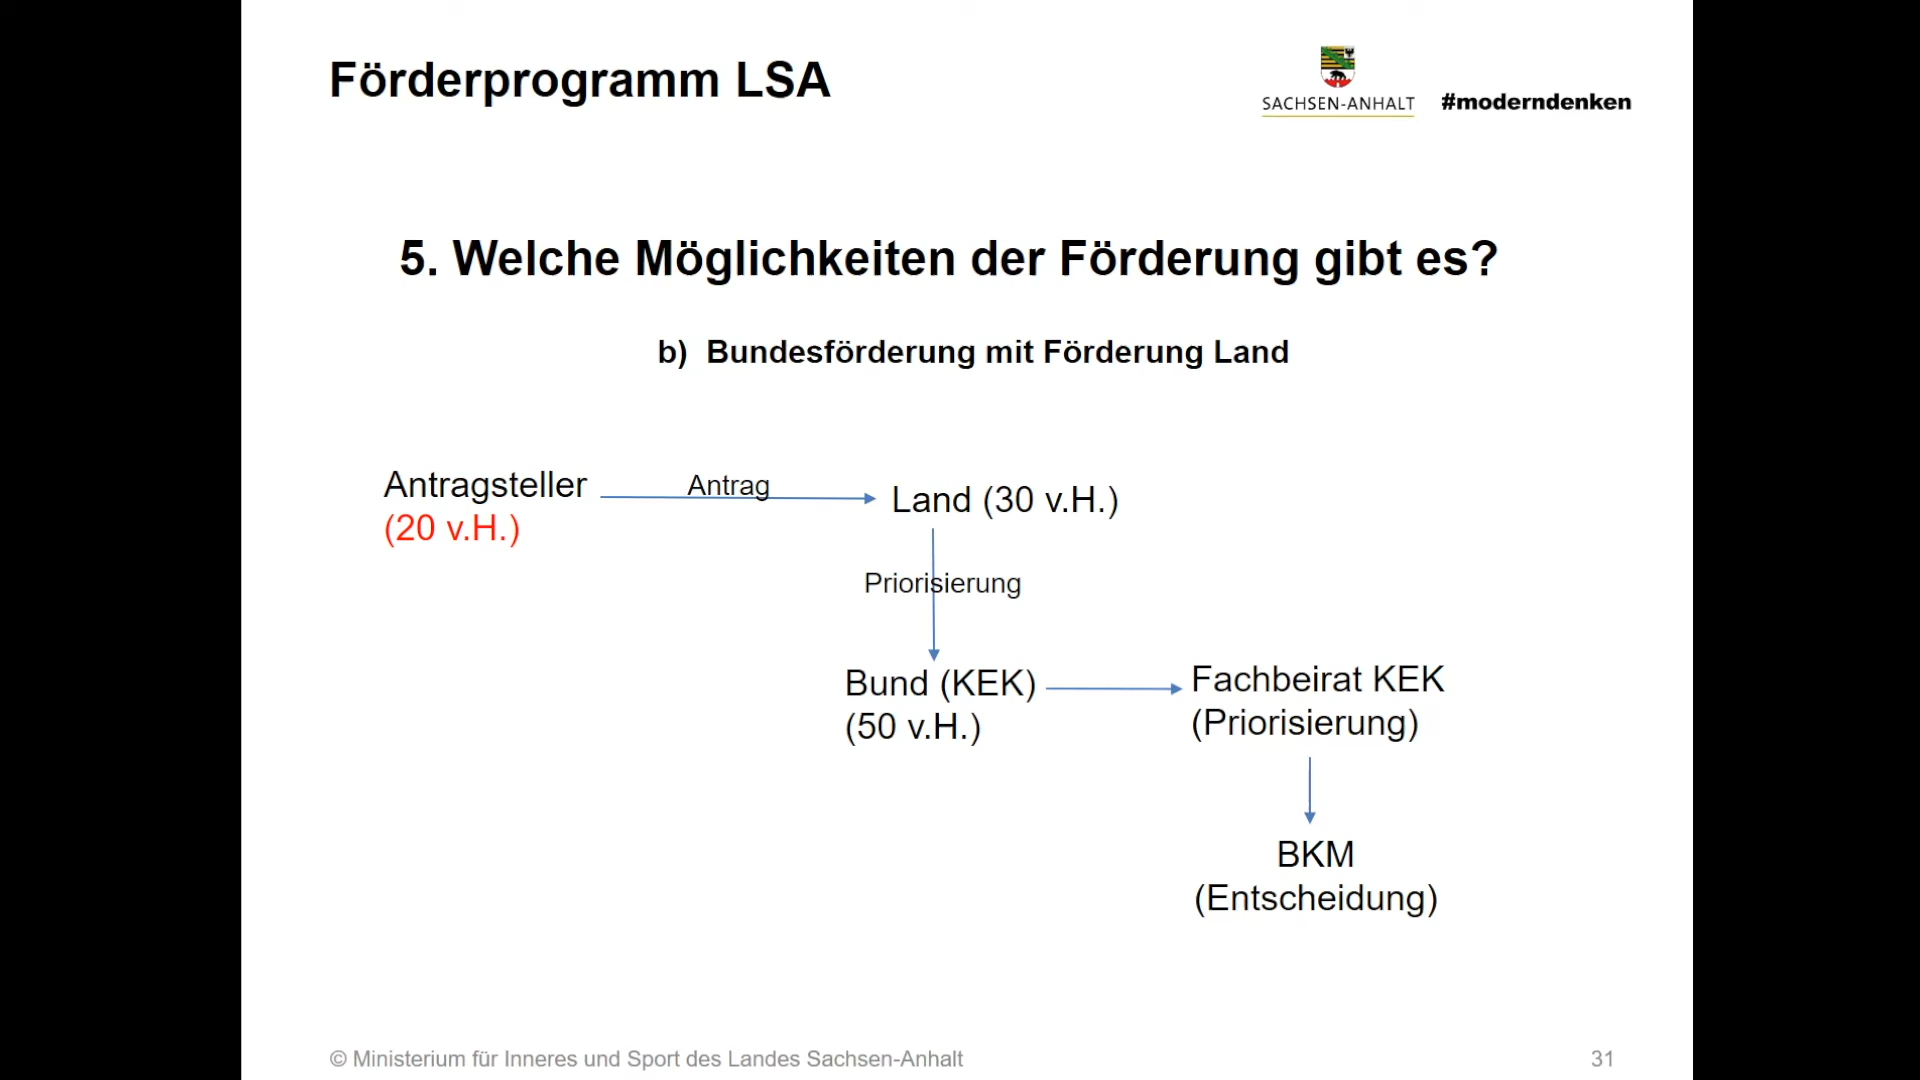 Förderprogramm LSA
SACHSEN-ANHALT
#moderndenken
5. Welche Möglichkeiten der Förderung gibt es?
b) Bundesförderung mit Förderung Land
Antragsteller
(20 v.H.)
Antrag
Land (30 v.H.)
Priorisierung
Bund (KEK)
(50 v.H.)
Fachbeirat KEK
(Priorisierung)
BKM
(Entscheidung)
© Ministerium für Inneres und Sport des Landes Sachsen-Anhalt
31